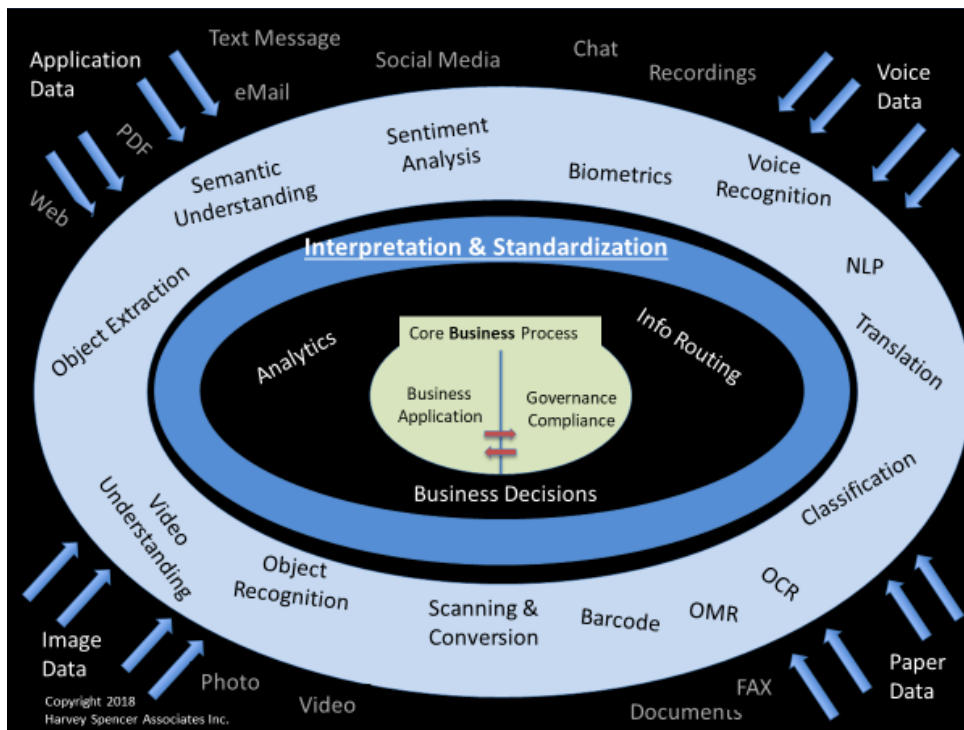 Text Message
Social Media
Chat
Recordings
Application
Data
eMail
PDF
Web
Voice
Data
Semantic
Understanding
Sentiment
Analysis
Biometrics
Voice
Recognition
NLP
Translation
Object Extraction
Interpretation & Standardization
Analytics
Info Routing
Core Business Process
Business
Application
Governance
Compliance
Business Decisions
Classification
Video
Understanding
Object
Recognition
Scanning &
Conversion
Barcode
OMR
OCR
Image
Data
Photo
Video
Documents
FAX
Paper
Data
Copyright 2018
Harvey Spencer Associates Inc.